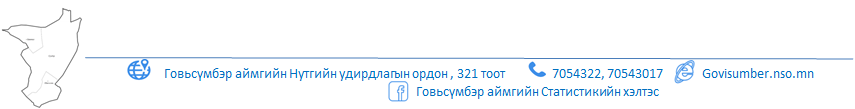 Говьсүмбэр аймгийн Нутгийн удирдлагын ордон , 321 тоот 7054322, 70543017 Govisumber.nso.mn
Говьсүмбэр аймгийн Статистикийн хэлтэс